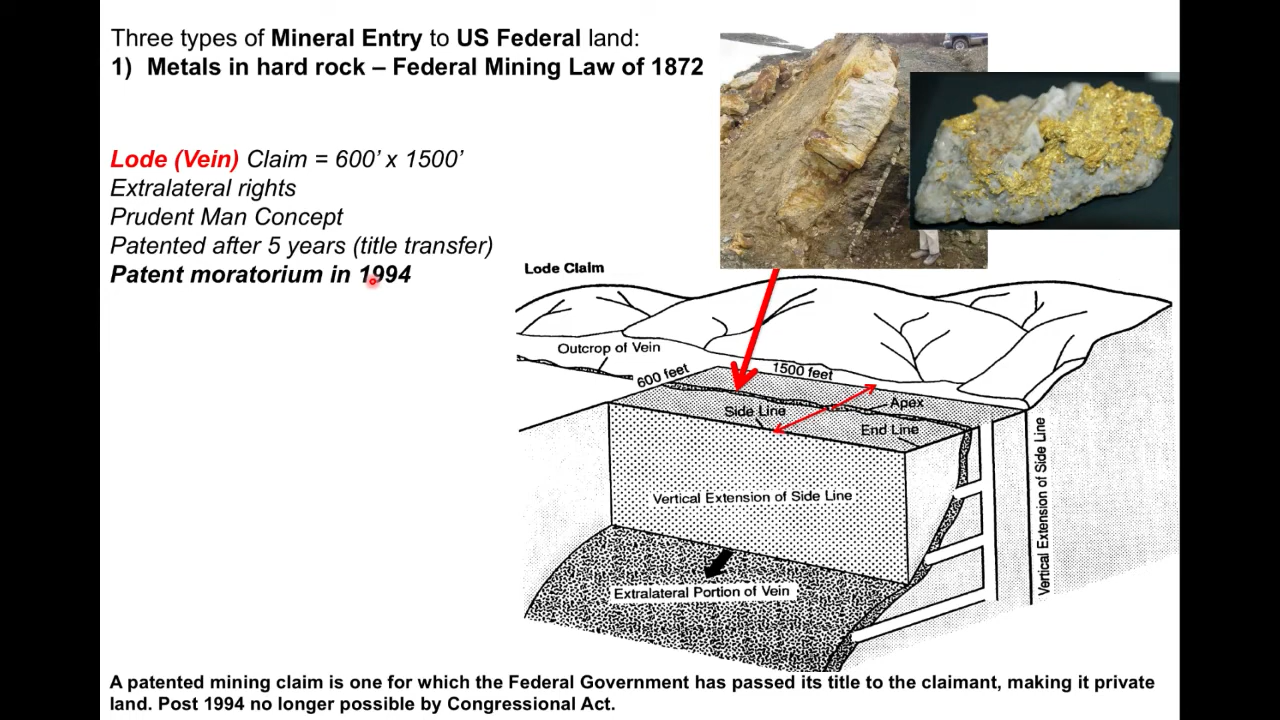 Three types of Mineral Entry to US Federal land:
1) Metals in hard rock – Federal Mining Law of 1872
Lode (Vein) Claim = 600’ x 1500’
Extralateral rights
Prudent Man Concept
Patented after 5 years (title transfer)
Patent moratorium in 1994
Lode Claim
Outcrop of Vein
600 feet
1500 feet
Side Line
Apex
End Line
Vertical Extension of Side Line
Vertical Extension of Side Line
Extralateral Portion of Vein
A patented mining claim is one for which the Federal Government has passed its title to the claimant, making it private
land. Post 1994 no longer possible by Congressional Act.